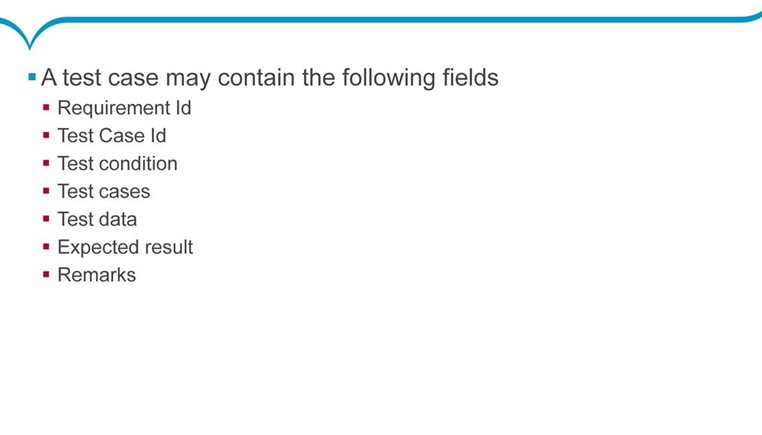 A test case may contain the following fields
Requirement Id
Test Case Id
Test condition
Test cases
Test data
Expected result
Remarks